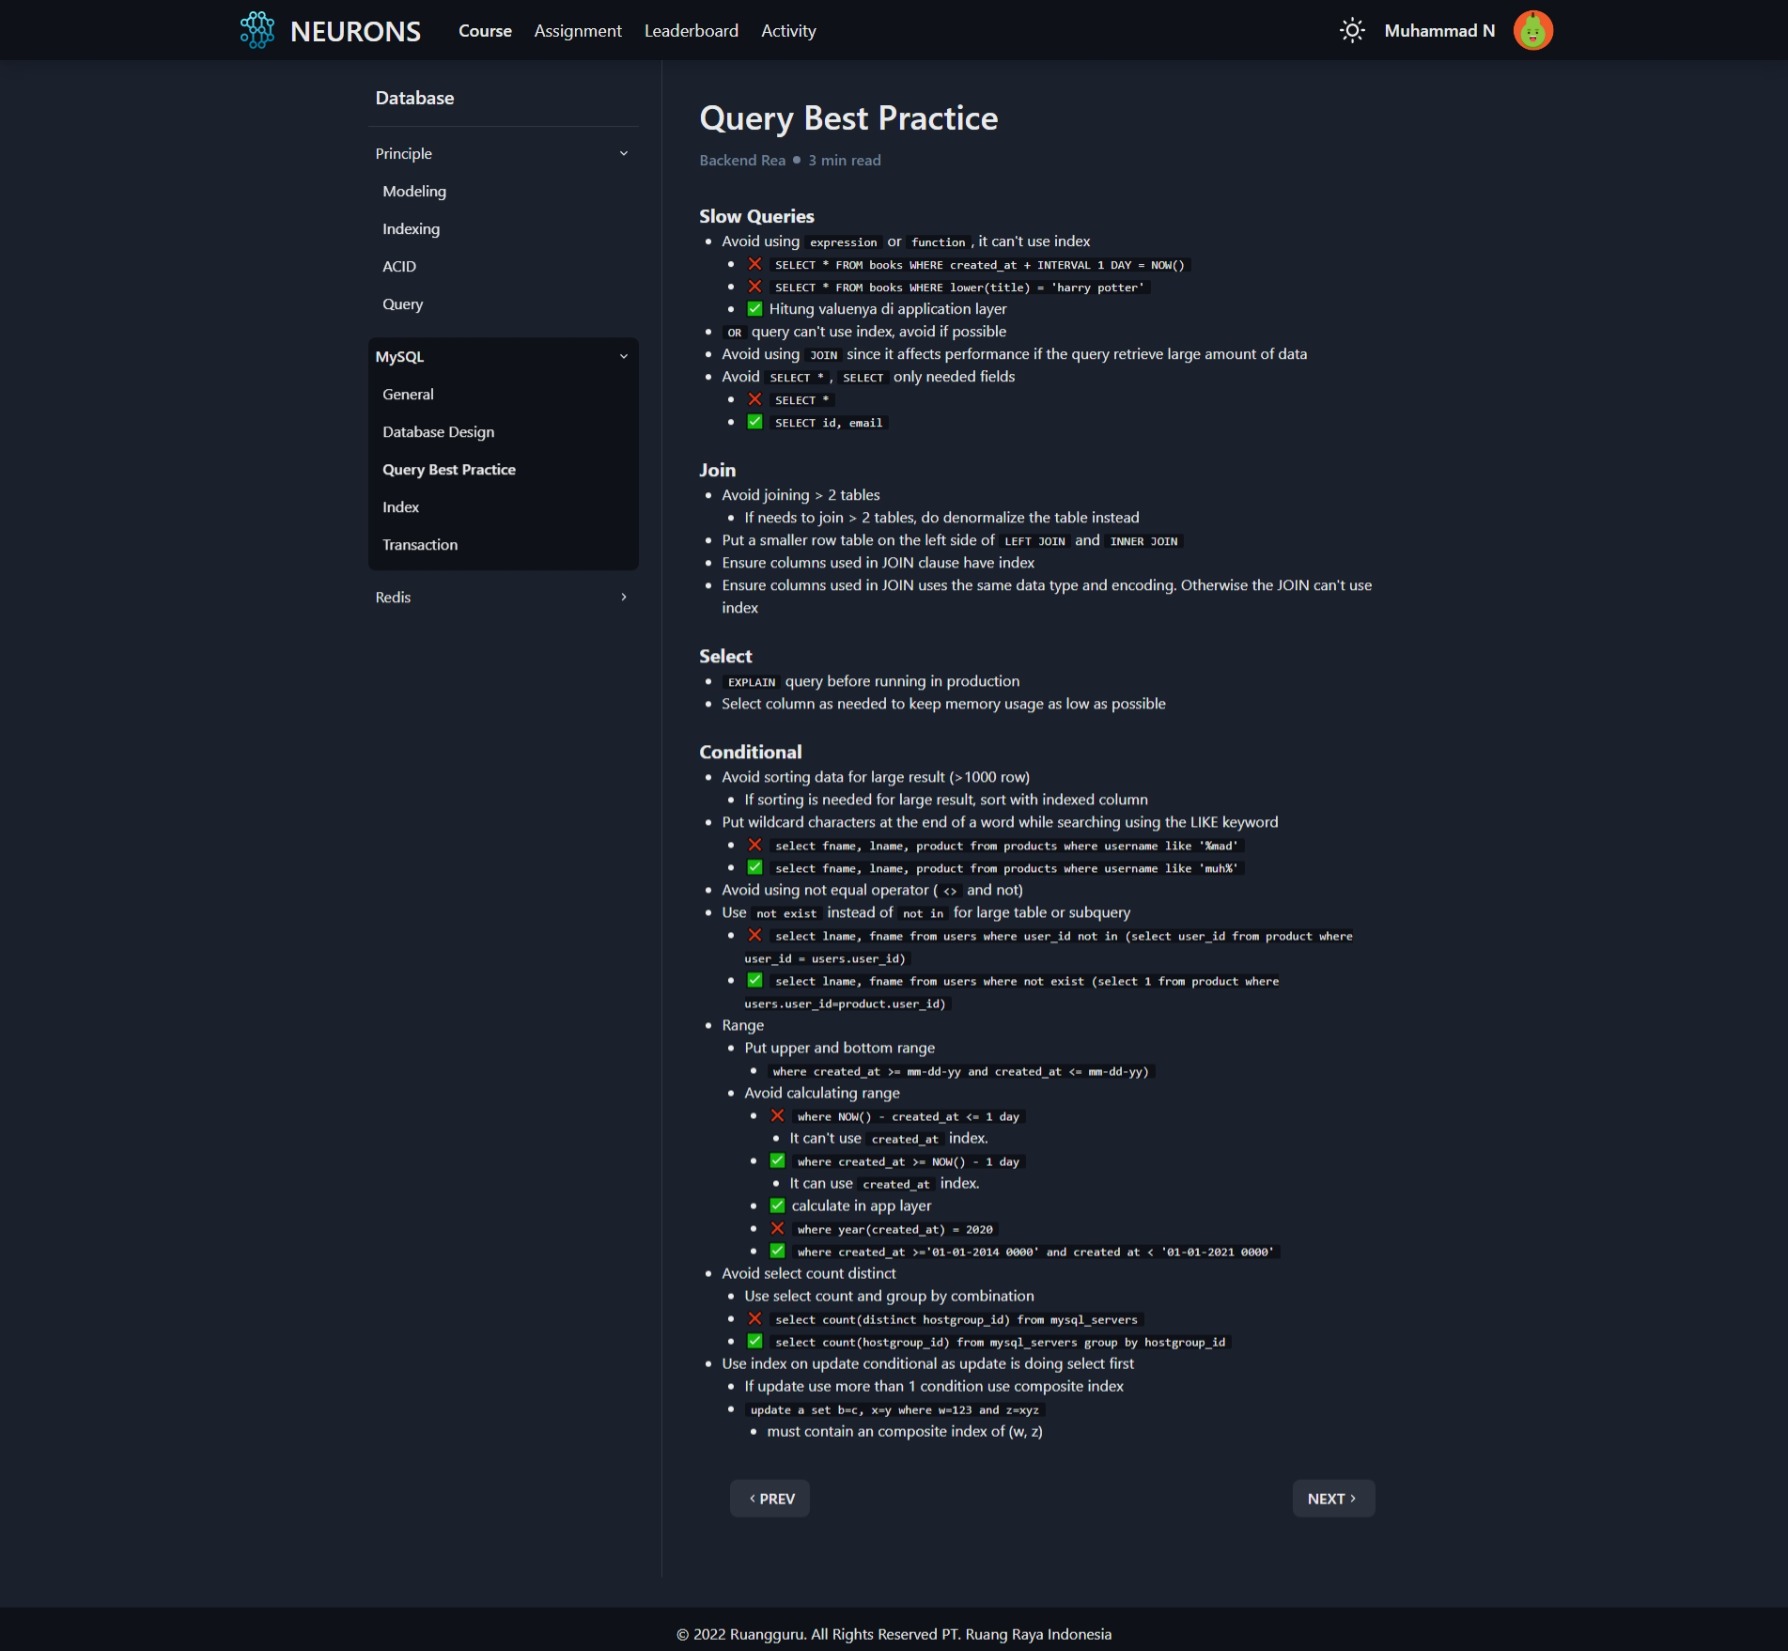 NEURONS
Course
Assignment
Leaderboard
Activity
Muhammad N
Database
Principle
Modeling
Indexing
ACID
Query
MySQL
General
Database Design
Query Best Practice
Index
Transaction
Redis
Query Best Practice
Backend Rea ● 3 min read
Slow Queries
• Avoid using expression or function, it can't use index
• ❌ SELECT * FROM books WHERE created_at + INTERVAL 1 DAY = NOW()
• ❌ SELECT * FROM books WHERE lower(title) = 'harry potter'
• ✅ Hitung valuenya di application layer
• OR query can't use index, avoid if possible
• Avoid using JOIN since it affects performance if the query retrieve large amount of data
• Avoid SELECT *, SELECT only needed fields
• ❌ SELECT *
• ✅ SELECT id, email
Join
• Avoid joining > 2 tables
• If needs to join > 2 tables, do denormalize the table instead
• Put a smaller row table on the left side of LEFT JOIN and INNER JOIN
• Ensure columns used in JOIN clause have index
• Ensure columns used in JOIN uses the same data type and encoding. Otherwise the JOIN can't use
index
Select
• EXPLAIN query before running in production
• Select column as needed to keep memory usage as low as possible
Conditional
• Avoid sorting data for large result (>1000 row)
• If sorting is needed for large result, sort with indexed column
• Put wildcard characters at the end of a word while searching using the LIKE keyword
• ❌ select fname, lname, product from products where username like '%mad'
• ✅ select fname, lname, product from products where username like 'muh%'
• Avoid using not equal operator ( <> and not)
• Use not exist instead of not in for large table or subquery
• ❌ select lname, fname from users where user_id not in (select user_id from product where
user_id = users.user_id)
• ✅ select lname, fname from users where not exist (select 1 from product where
users.user_id=product.user_id)
• Range
• Put upper and bottom range
• where created_at >= mm-dd-yy and created_at <= mm-dd-yy)
• Avoid calculating range
• ❌ where NOW() - created_at <= 1 day
• It can't use created_at index.
• ✅ where created_at >= NOW() - 1 day
• It can use created_at index.
• ✅ calculate in app layer
• ❌ where year(created_at) = 2020
• ✅ where created_at >='01-01-2014 0000' and created at < '01-01-2021 0000'
• Avoid select count distinct
• Use select count and group by combination
• ❌ select count(distinct hostgroup_id) from mysql_servers
• ✅ select count(hostgroup_id) from mysql_servers group by hostgroup_id
• Use index on update conditional as update is doing select first
• If update use more than 1 condition use composite index
• update a set b=c, x=y where w=123 and z=xyz
• must contain an composite index of (w, z)
‹ PREV
NEXT ›
© 2022 Ruangguru. All Rights Reserved PT. Ruang Raya Indonesia